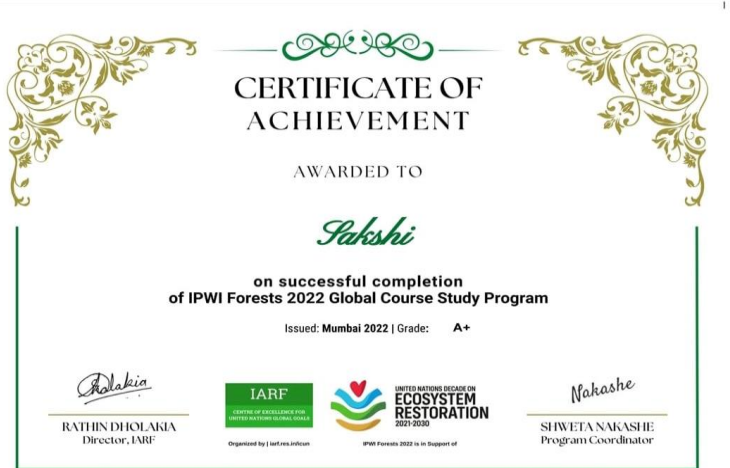 CERTIFICATE OF
ACHIEVEMENT
AWARDED TO
Sakshi
on successful completion
of IPWI Forests 2022 Global Course Study Program
Issued: Mumbai 2022 | Grade: A+
Dholakia
RATHIN DHOLAKIA
Director, IARF
IARF
CENTRE OF EXCELLENCE FOR
UNITED NATIONS GLOBAL GOALS
Organized by | iarf.res.in/icun
UNITED NATIONS DECADE ON
ECOSYSTEM
RESTORATION
2021-2030
IPWI Forests 2022 is in Support of
Nakashe
SHWETA NAKASHE
Program Coordinator